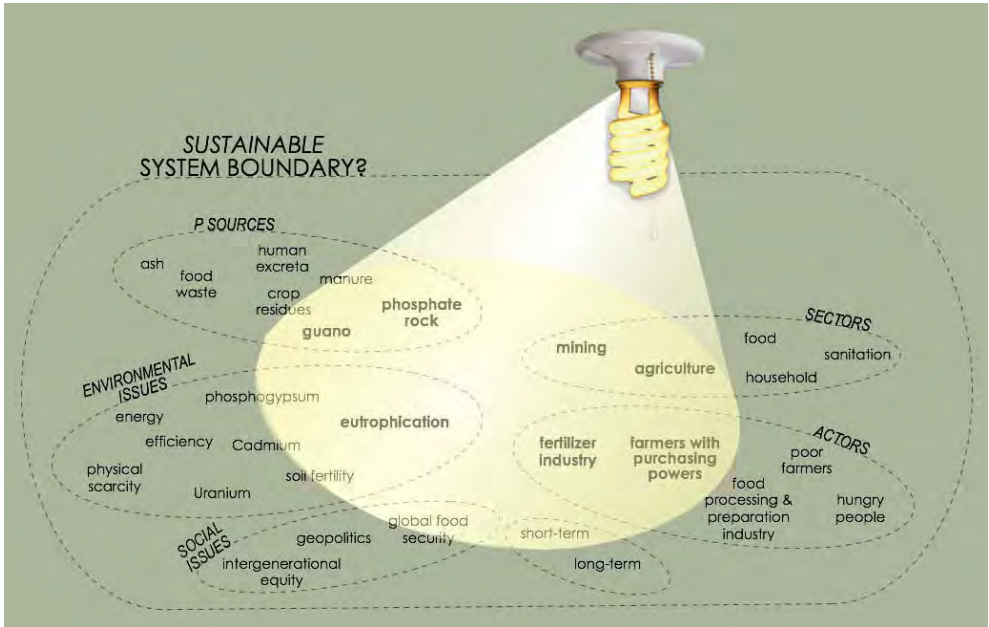 SUSTAINABLE
SYSTEM BOUNDARY?
P SOURCES
ash
food
waste
human
excreta
manure
crop
residues
phosphate
rock
guano
ENVIRONMENTAL
ISSUES
phosphogypsum
energy
eutrophication
efficiency
Cadmium
physical
scarcity
soil fertility
Uranium
SOCIAL
ISSUES
global food
security
geopolitics
intergenerational
equity
short-term
long-term
SECTORS
mining
food
sanitation
agriculture
household
ACTORS
fertilizer
industry
farmers with
purchasing
powers
poor
farmers
food
processing &
preparation
industry
hungry
people